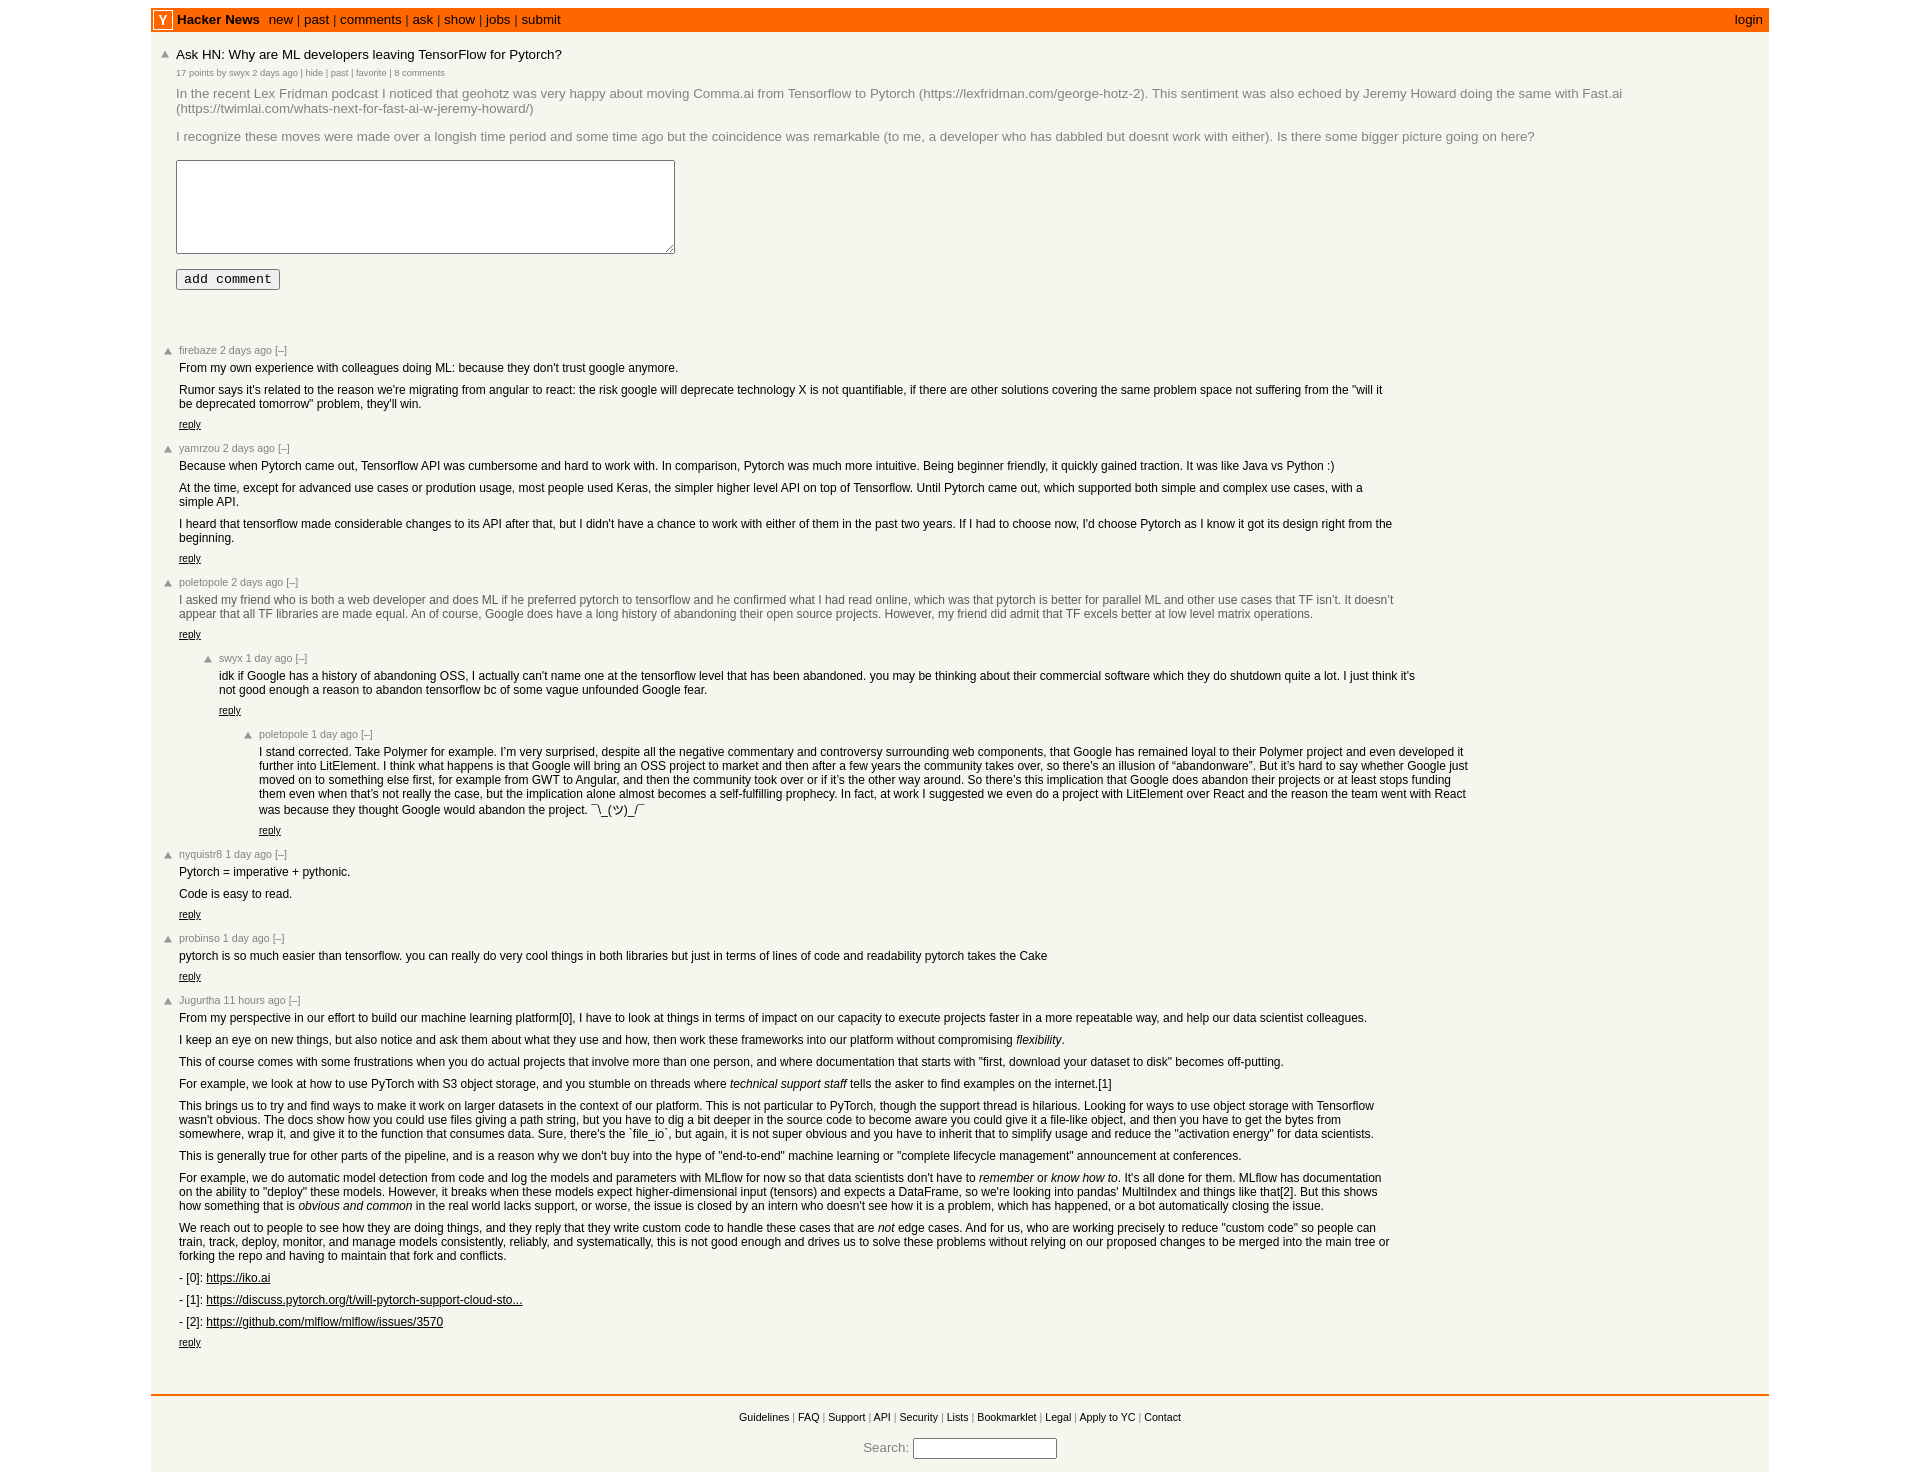 Y Hacker News new | past | comments | ask | show | jobs | submit login
Ask HN: Why are ML developers leaving TensorFlow for Pytorch?
17 points by swyx 2 days ago | hide | past | favorite | 8 comments
In the recent Lex Fridman podcast I noticed that geohotz was very happy about moving Comma.ai from Tensorflow to Pytorch (https://lexfridman.com/george-hotz-2). This sentiment was also echoed by Jeremy Howard doing the same with Fast.ai
(https://twimlai.com/whats-next-for-fast-ai-w-jeremy-howard/)
I recognize these moves were made over a longish time period and some time ago but the coincidence was remarkable (to me, a developer who has dabbled but doesnt work with either). Is there some bigger picture going on here?
add comment
firebaze 2 days ago [–]
From my own experience with colleagues doing ML: because they don't trust google anymore.
Rumor says it's related to the reason we're migrating from angular to react: the risk google will deprecate technology X is not quantifiable, if there are other solutions covering the same problem space not suffering from the "will it
be deprecated tomorrow" problem, they'll win.
reply
yamrzou 2 days ago [–]
Because when Pytorch came out, Tensorflow API was cumbersome and hard to work with. In comparison, Pytorch was much more intuitive. Being beginner friendly, it quickly gained traction. It was like Java vs Python :)
At the time, except for advanced use cases or prodution usage, most people used Keras, the simpler higher level API on top of Tensorflow. Until Pytorch came out, which supported both simple and complex use cases, with a
simple API.
I heard that tensorflow made considerable changes to its API after that, but I didn't have a chance to work with either of them in the past two years. If I had to choose now, I'd choose Pytorch as I know it got its design right from the
beginning.
reply
poletopole 2 days ago [–]
I asked my friend who is both a web developer and does ML if he preferred pytorch to tensorflow and he confirmed what I had read online, which was that pytorch is better for parallel ML and other use cases that TF isn’t. It doesn’t
appear that all TF libraries are made equal. An of course, Google does have a long history of abandoning their open source projects. However, my friend did admit that TF excels better at low level matrix operations.
reply
swyx 1 day ago [–]
idk if Google has a history of abandoning OSS, I actually can't name one at the tensorflow level that has been abandoned. you may be thinking about their commercial software which they do shutdown quite a lot. I just think it's
not good enough a reason to abandon tensorflow bc of some vague unfounded Google fear.
reply
poletopole 1 day ago [–]
I stand corrected. Take Polymer for example. I’m very surprised, despite all the negative commentary and controversy surrounding web components, that Google has remained loyal to their Polymer project and even developed it
further into LitElement. I think what happens is that Google will bring an OSS project to market and then after a few years the community takes over, so there’s an illusion of “abandonware”. But it’s hard to say whether Google just
moved on to something else first, for example from GWT to Angular, and then the community took over or if it’s the other way around. So there’s this implication that Google does abandon their projects or at least stops funding
them even when that’s not really the case, but the implication alone almost becomes a self-fulfilling prophecy. In fact, at work I suggested we even do a project with LitElement over React and the reason the team went with React
was because they thought Google would abandon the project. ¯\_(ツ)_/¯
reply
nyquistr8 1 day ago [–]
Pytorch = imperative + pythonic.
Code is easy to read.
reply
probinso 1 day ago [–]
pytorch is so much easier than tensorflow. you can really do very cool things in both libraries but just in terms of lines of code and readability pytorch takes the Cake
reply
Jugurtha 11 hours ago [–]
From my perspective in our effort to build our machine learning platform[0], I have to look at things in terms of impact on our capacity to execute projects faster in a more repeatable way, and help our data scientist colleagues.
I keep an eye on new things, but also notice and ask them about what they use and how, then work these frameworks into our platform without compromising flexibility.
This of course comes with some frustrations when you do actual projects that involve more than one person, and where documentation that starts with "first, download your dataset to disk" becomes off-putting.
For example, we look at how to use PyTorch with S3 object storage, and you stumble on threads where technical support staff tells the asker to find examples on the internet.[1]
This brings us to try and find ways to make it work on larger datasets in the context of our platform. This is not particular to PyTorch, though the support thread is hilarious. Looking for ways to use object storage with Tensorflow
wasn't obvious. The docs show how you could use files giving a path string, but you have to dig a bit deeper in the source code to become aware you could give it a file-like object, and then you have to get the bytes from
somewhere, wrap it, and give it to the function that consumes data. Sure, there's the `file_io`, but again, it is not super obvious and you have to inherit that to simplify usage and reduce the "activation energy" for data scientists.
This is generally true for other parts of the pipeline, and is a reason why we don't buy into the hype of "end-to-end" machine learning or "complete lifecycle management" announcement at conferences.
For example, we do automatic model detection from code and log the models and parameters with MLflow for now so that data scientists don't have to remember or know how to. It's all done for them. MLflow has documentation
on the ability to "deploy" these models. However, it breaks when these models expect higher-dimensional input (tensors) and expects a DataFrame, so we're looking into pandas' MultiIndex and things like that[2]. But this shows
how something that is obvious and common in the real world lacks support, or worse, the issue is closed by an intern who doesn't see how it is a problem, which has happened, or a bot automatically closing the issue.
We reach out to people to see how they are doing things, and they reply that they write custom code to handle these cases that are not edge cases. And for us, who are working precisely to reduce "custom code" so people can
train, track, deploy, monitor, and manage models consistently, reliably, and systematically, this is not good enough and drives us to solve these problems without relying on our proposed changes to be merged into the main tree or
forking the repo and having to maintain that fork and conflicts.
- [0]: https://iko.ai
- [1]: https://discuss.pytorch.org/t/will-pytorch-support-cloud-sto...
- [2]: https://github.com/mlflow/mlflow/issues/3570
reply
Guidelines | FAQ | Support | API | Security | Lists | Bookmarklet | Legal | Apply to YC | Contact
Search: